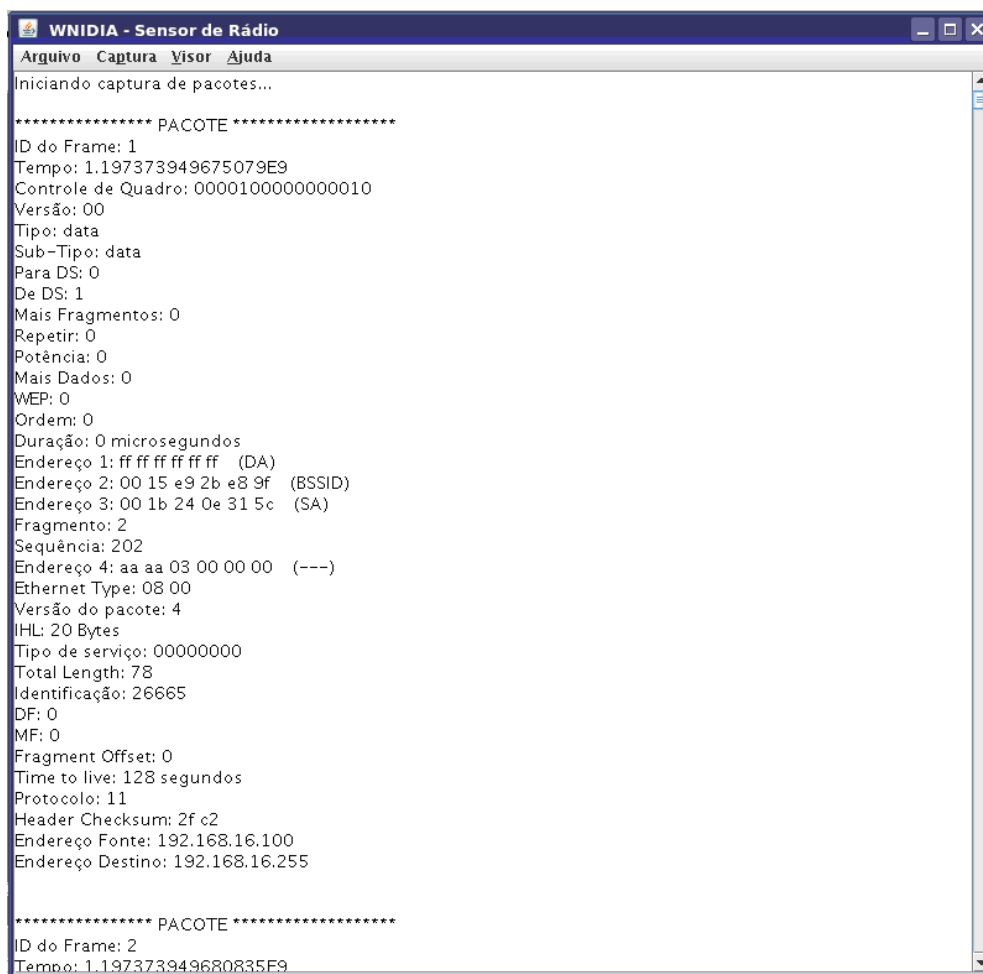 WNIDIA - Sensor de Rádio
Arquivo Captura Visor Ajuda
Iniciando captura de pacotes...
**************** PACOTE *******************
ID do Frame: 1
Tempo: 1.197373949675079E9
Controle de Quadro: 0000100000000010
Versão: 00
Tipo: data
Sub-Tipo: data
Para DS: 0
De DS: 1
Mais Fragmentos: 0
Repetir: 0
Potência: 0
Mais Dados: 0
WEP: 0
Ordem: 0
Duração: 0 microsegundos
Endereço 1: ff ff ff ff ff ff (DA)
Endereço 2: 00 15 e9 2b e8 9f (BSSID)
Endereço 3: 00 1b 24 0e 31 5c (SA)
Fragmento: 2
Sequência: 202
Endereço 4: aa aa 03 00 00 00 (---)
Ethernet Type: 08 00
Versão do pacote: 4
IHL: 20 Bytes
Tipo de serviço: 00000000
Total Length: 78
Identificação: 26665
DF: 0
MF: 0
Fragment Offset: 0
Time to live: 128 segundos
Protocolo: 11
Header Checksum: 2f c2
Endereço Fonte: 192.168.16.100
Endereço Destino: 192.168.16.255
**************** PACOTE *******************
ID do Frame: 2
Tempo: 1.197373949680835E9